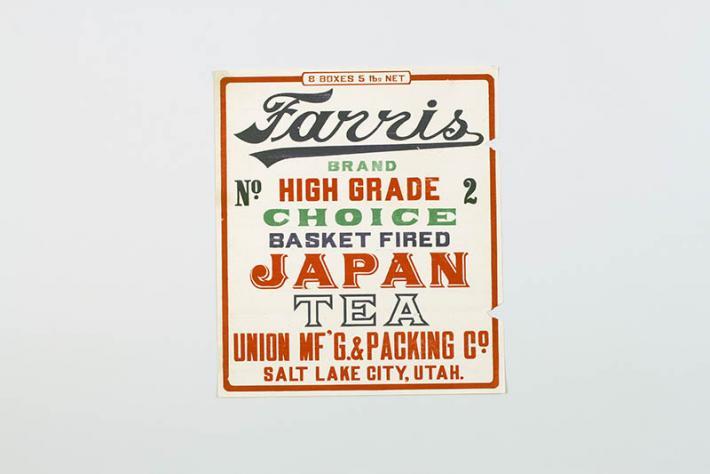 8 BOXES 5 lbs NET
Farris
BRAND
Nº HIGH GRADE 2
CHOICE
BASKET FIRED
JAPAN
TEA
UNION MF'G. & PACKING Cº
SALT LAKE CITY, UTAH.